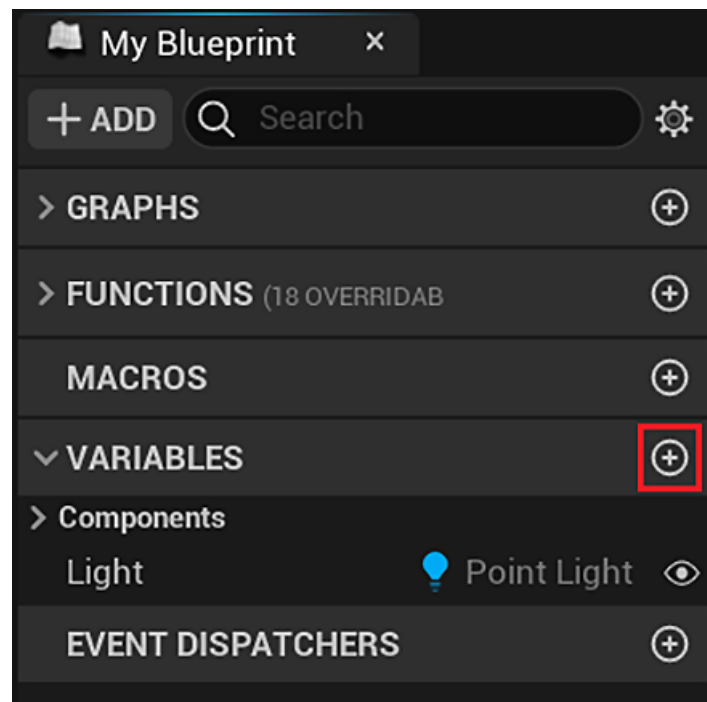 My Blueprint
+ ADD Search
GRAPHS
FUNCTIONS (18 OVERRIDAB
MACROS
VARIABLES
Components
Light Point Light
EVENT DISPATCHERS